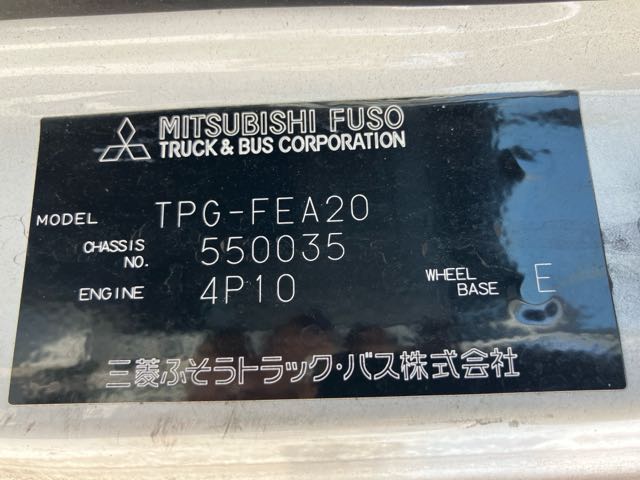 MITSUBISHI FUSO
TRUCK & BUS CORPORATION
MODEL TPG-FEA20
CHASSIS NO. 550035
ENGINE 4P10 WHEEL BASE E
三菱ふそうトラック・バス株式会社